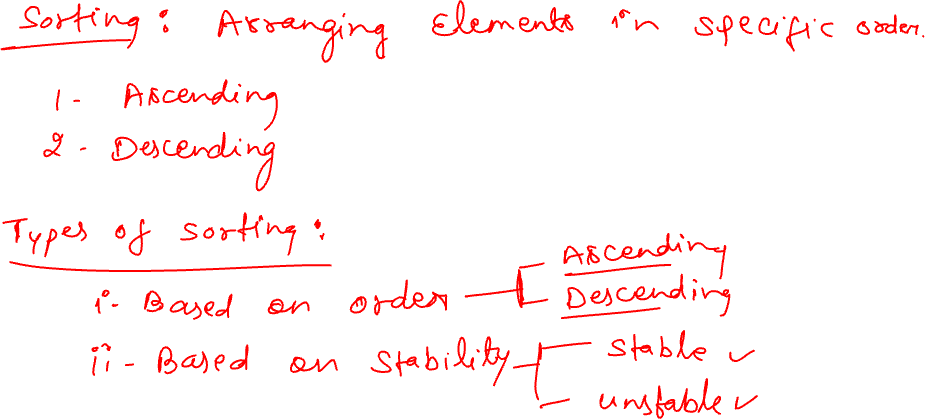 Sorting : Arranging Elements in specific order.
1 - Ascending
2 - Descending
Types of sorting :
i - Based on order
Ascending
Descending
ii - Based on stability
stable ✓
unstable ✓